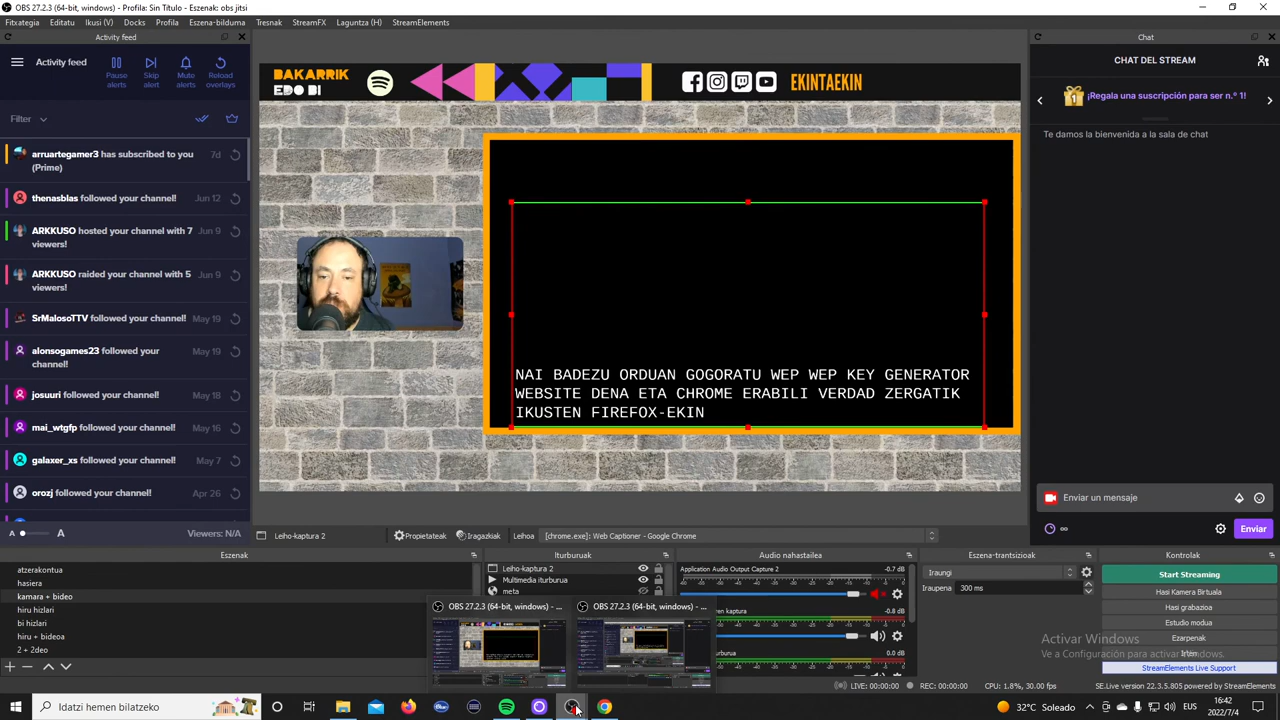 OBS 27.2.3 (64-bit, windows) - Profila: Sin Título - Eszenak: obs jitsi
Fitxategia Editatu Ikusi (V) Docks Profila Eszena-bilduma Tresnak StreamFX Laguntza (H) StreamElements
Activity feed
Activity feed
Pause alerts
Skip alert
Mute alerts
Reload overlays
Filter
arruartegamer3 has subscribed to you (Prime) 7d
thenasblas followed your channel! Jun 12
ARKKUSO hosted your channel with 7 viewers! Jun 9
ARKKUSO raided your channel with 5 viewers! Jun 9
SrMalosoTTV followed your channel! May 19
alonsogames23 followed your channel! May 19
josuuri followed your channel! May 18
mai_wtgfp followed your channel! May 16
galaxer_xs followed your channel! May 7
orozj followed your channel! Apr 26
A A Viewers: N/A
BAKARRIK
EDO BI
EKINTAEKIN
NAI BADEZU ORDUAN GOGORATU WEP WEP KEY GENERATOR
WEBSITE DENA ETA CHROME ERABILI VERDAD ZERGATIK
IKUSTEN FIREFOX-EKIN
Chat
CHAT DEL STREAM
1
¡Regala una suscripción para ser n.º 1!
Te damos la bienvenida a la sala de chat
Enviar un mensaje
Enviar
Leiho-kaptura 2 Propietateak Iragazkiak Leihoa [chrome.exe]: Web Captioner - Google Chrome
Eszenak
atzerakontua
hasiera
kamara + bideo
hiru hizlari
bi hizlari
hiru + bideoa
Iturburuak
Leiho-kaptura 2
Multimedia iturburua
meta
Audio nahastailea
Application Audio Output Capture 2 -0.7 dB
-0.8 dB
0.0 dB
Eszena-trantsizioak
Iraungi
Iraupena 300 ms
Kontrolak
Start Streaming
Hasi Kamera Birtuala
Hasi grabazioa
Estudio modua
Ezarpenak
Irten
StreamElements Live Support
OBS 27.2.3 (64-bit, windows) - ...
OBS 27.2.3 (64-bit, windows) - ...
LIVE: 00:00:00 REC: 00:00:00 CPU: 1.8%, 30.00 fps SE.Live version 22.3.5.805 powered by StreamElements
Idatzi hemen bilatzeko
32°C Soleado
16:42
2022/7/4